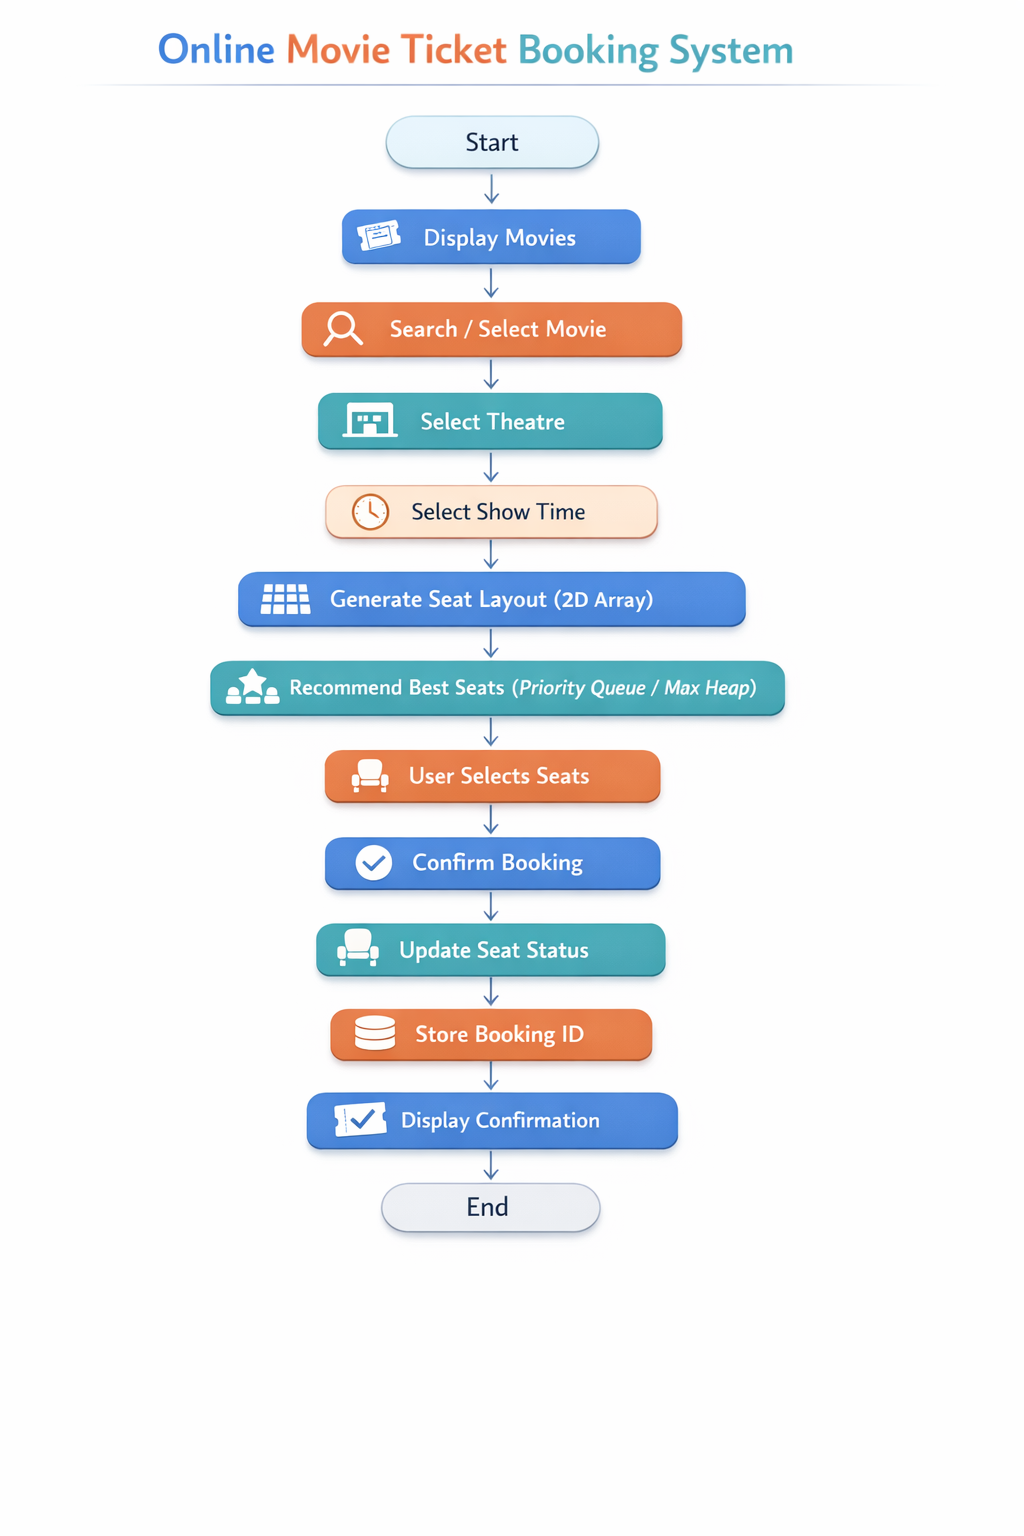 Online Movie Ticket Booking System
Start
Display Movies
Search / Select Movie
Select Theatre
Select Show Time
Generate Seat Layout (2D Array)
Recommend Best Seats (Priority Queue / Max Heap)
User Selects Seats
Confirm Booking
Update Seat Status
Store Booking ID
Display Confirmation
End